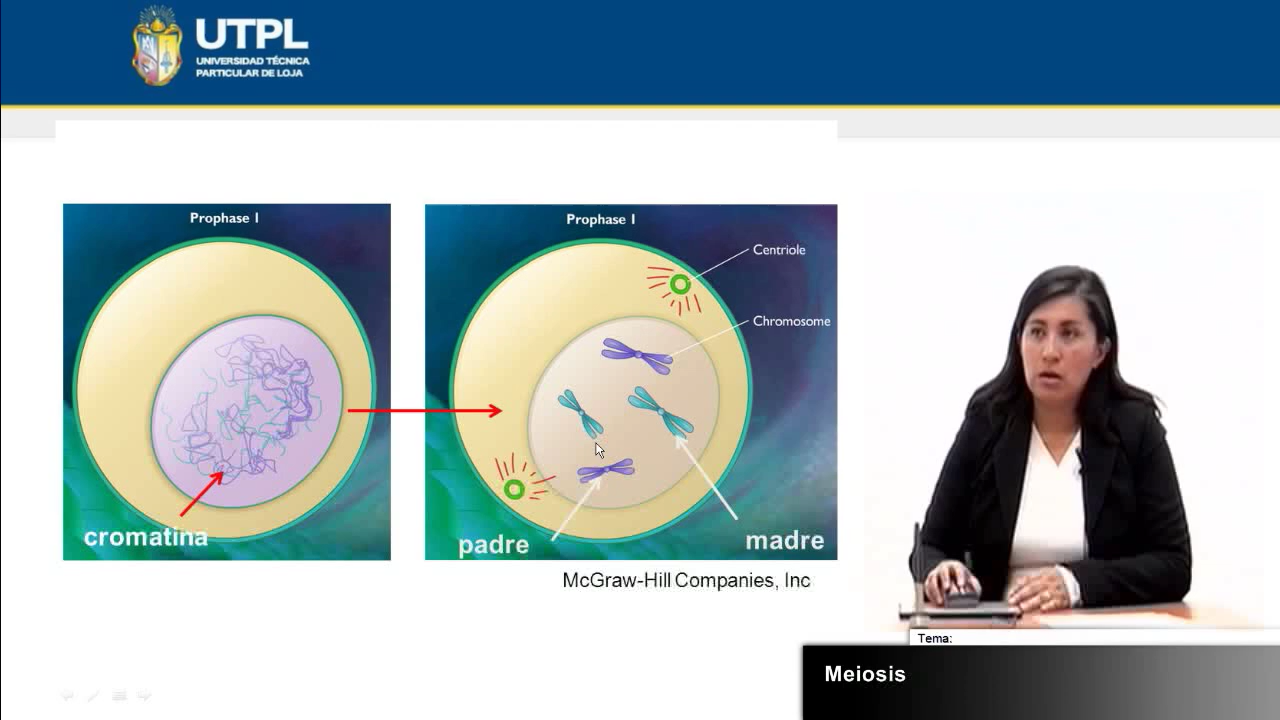 UTPL
UNIVERSIDAD TÉCNICA
PARTICULAR DE LOJA
Prophase I
cromatina
Prophase I
Centriole
Chromosome
padre
madre
McGraw-Hill Companies, Inc
Tema:
Meiosis